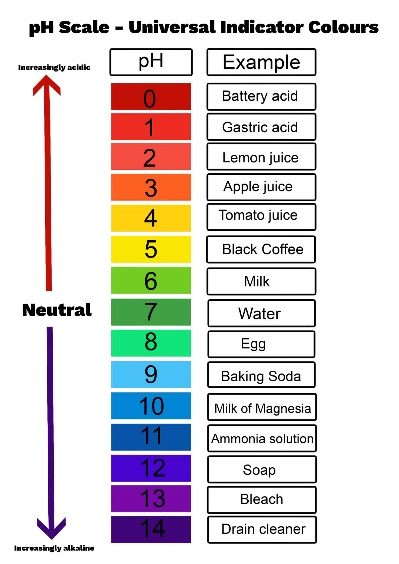 pH Scale - Universal Indicator Colours
Increasingly acidic
pH Example
0 Battery acid
1 Gastric acid
2 Lemon juice
3 Apple juice
4 Tomato juice
5 Black Coffee
6 Milk
Neutral 7 Water
8 Egg
9 Baking Soda
10 Milk of Magnesia
11 Ammonia solution
12 Soap
13 Bleach
14 Drain cleaner
Increasingly alkaline